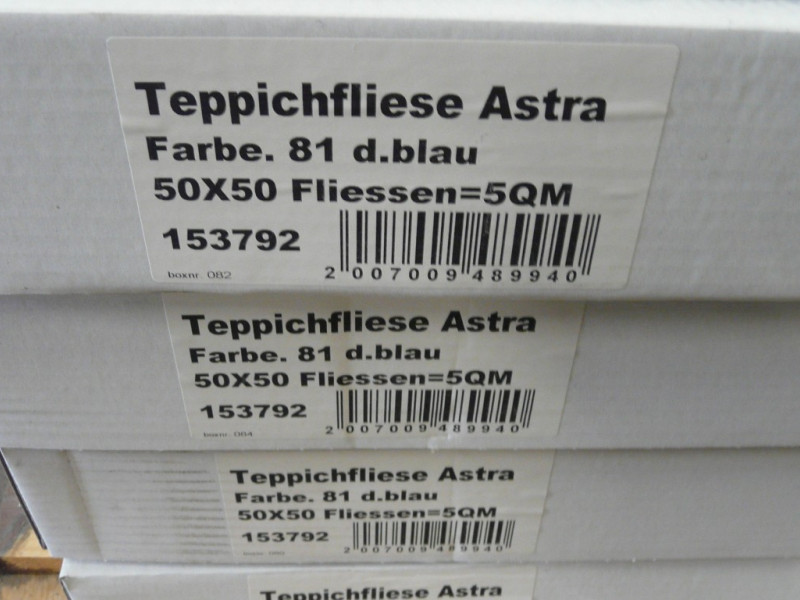 Teppichfliese Astra
Farbe. 81 d.blau
50X50 Fliessen=5QM
153792
boxnr. 082
2 007009 489940
Teppichfliese Astra
Farbe. 81 d.blau
50X50 Fliessen=5QM
153792
boxnr. 084
2 007009 489940
Teppichfliese Astra
Farbe. 81 d.blau
50X50 Fliessen=5QM
153792
2 007009 489940
Teppichfliese Astra